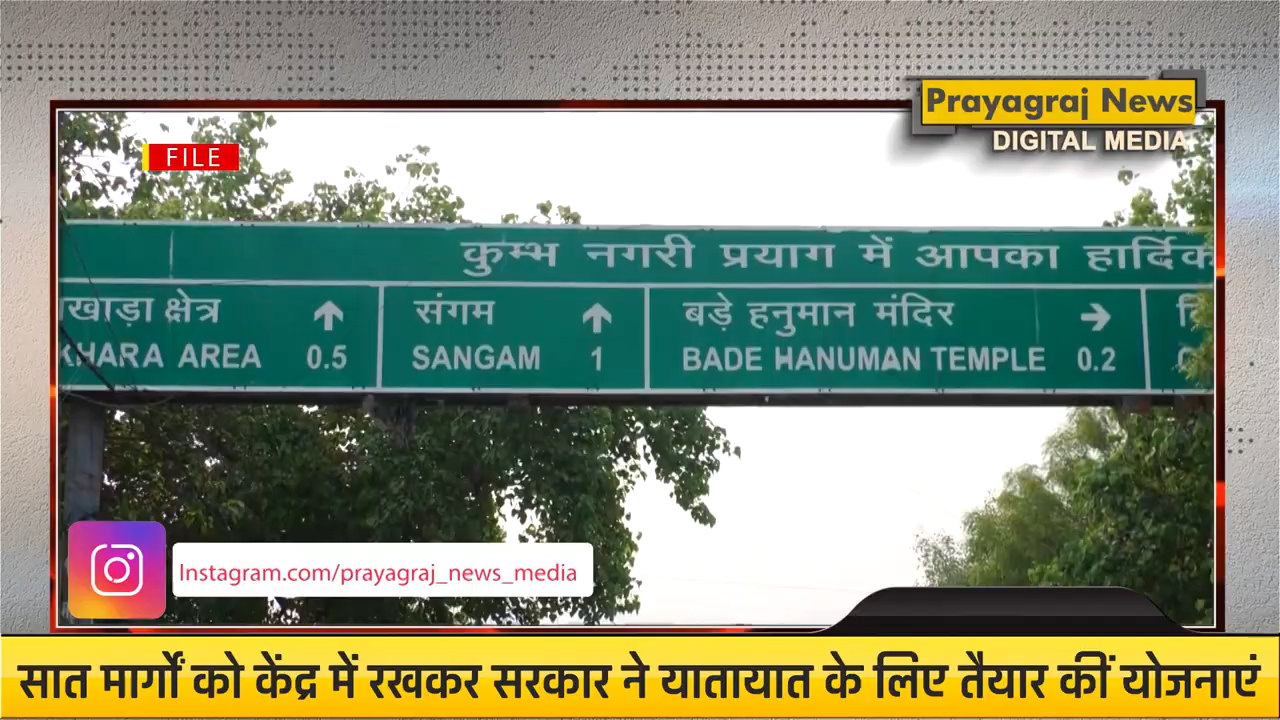 Prayagraj News
DIGITAL MEDIA
FILE
कुम्भ नगरी प्रयाग में आपका हार्दिक
खाड़ा क्षेत्र
KHARA AREA 0.5
संगम
SANGAM 1
बड़े हनुमान मंदिर
BADE HANUMAN TEMPLE 0.2
Instagram.com/prayagraj_news_media
सात मार्गों को केंद्र में रखकर सरकार ने यातायात के लिए तैयार कीं योजनाएं